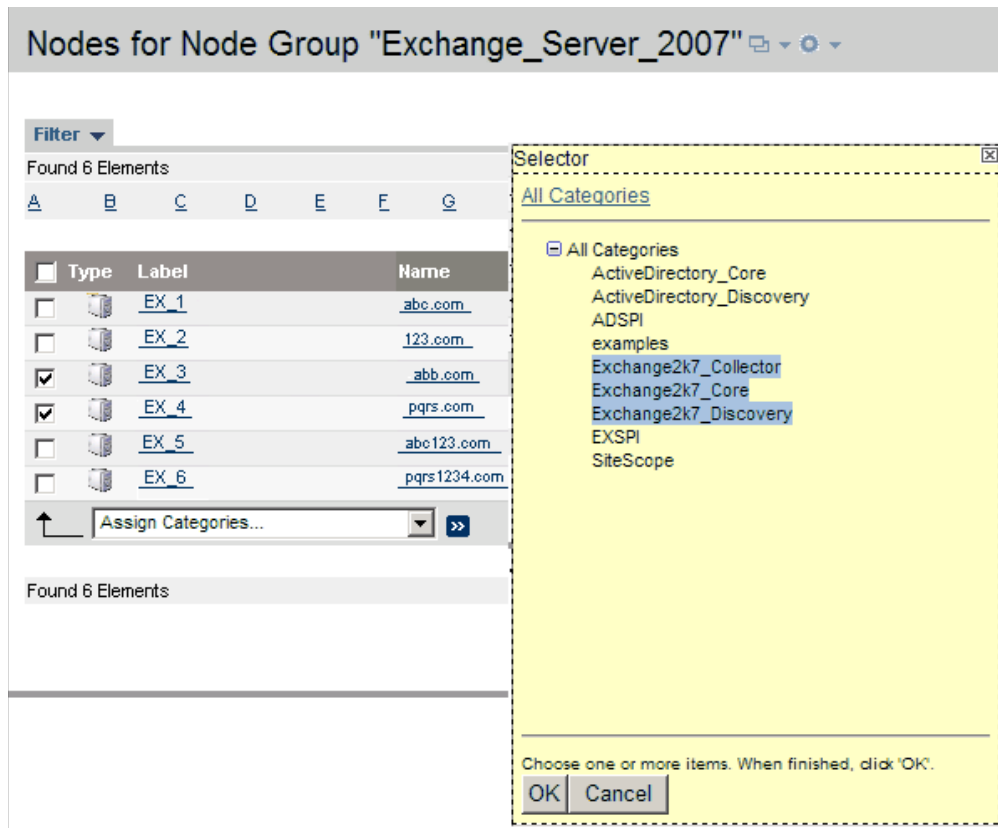 Nodes for Node Group "Exchange_Server_2007"
Filter
Found 6 Elements
A B C D E F G
Type Label Name
EX_1 abc.com
EX_2 123.com
EX_3 abb.com
EX_4 pqrs.com
EX_5 abc123.com
EX_6 pqrs1234.com
Assign Categories...
Found 6 Elements
Selector
All Categories
All Categories
ActiveDirectory_Core
ActiveDirectory_Discovery
ADSPI
examples
Exchange2k7_Collector
Exchange2k7_Core
Exchange2k7_Discovery
EXSPI
SiteScope
Choose one or more items. When finished, click 'OK'.
OK Cancel